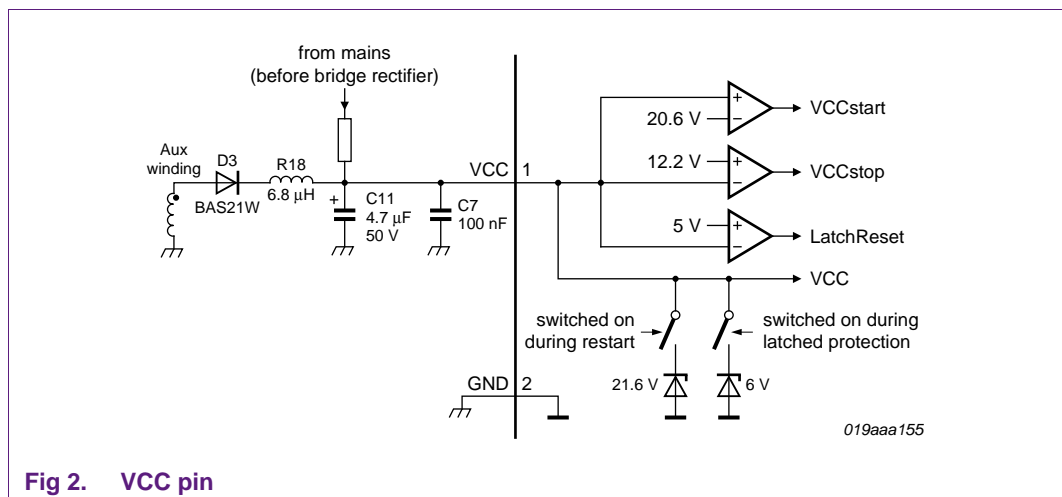 from mains
(before bridge rectifier)
Aux
winding
D3
BAS21W
R18
6.8 μH
+
C11
4.7 μF
50 V
C7
100 nF
VCC
1
+
20.6 V
−
VCCstart
12.2 V
+
−
VCCstop
5 V
+
−
LatchReset
VCC
switched on
during restart
switched on during
latched protection
21.6 V
6 V
GND
2
019aaa155
Fig 2. VCC pin